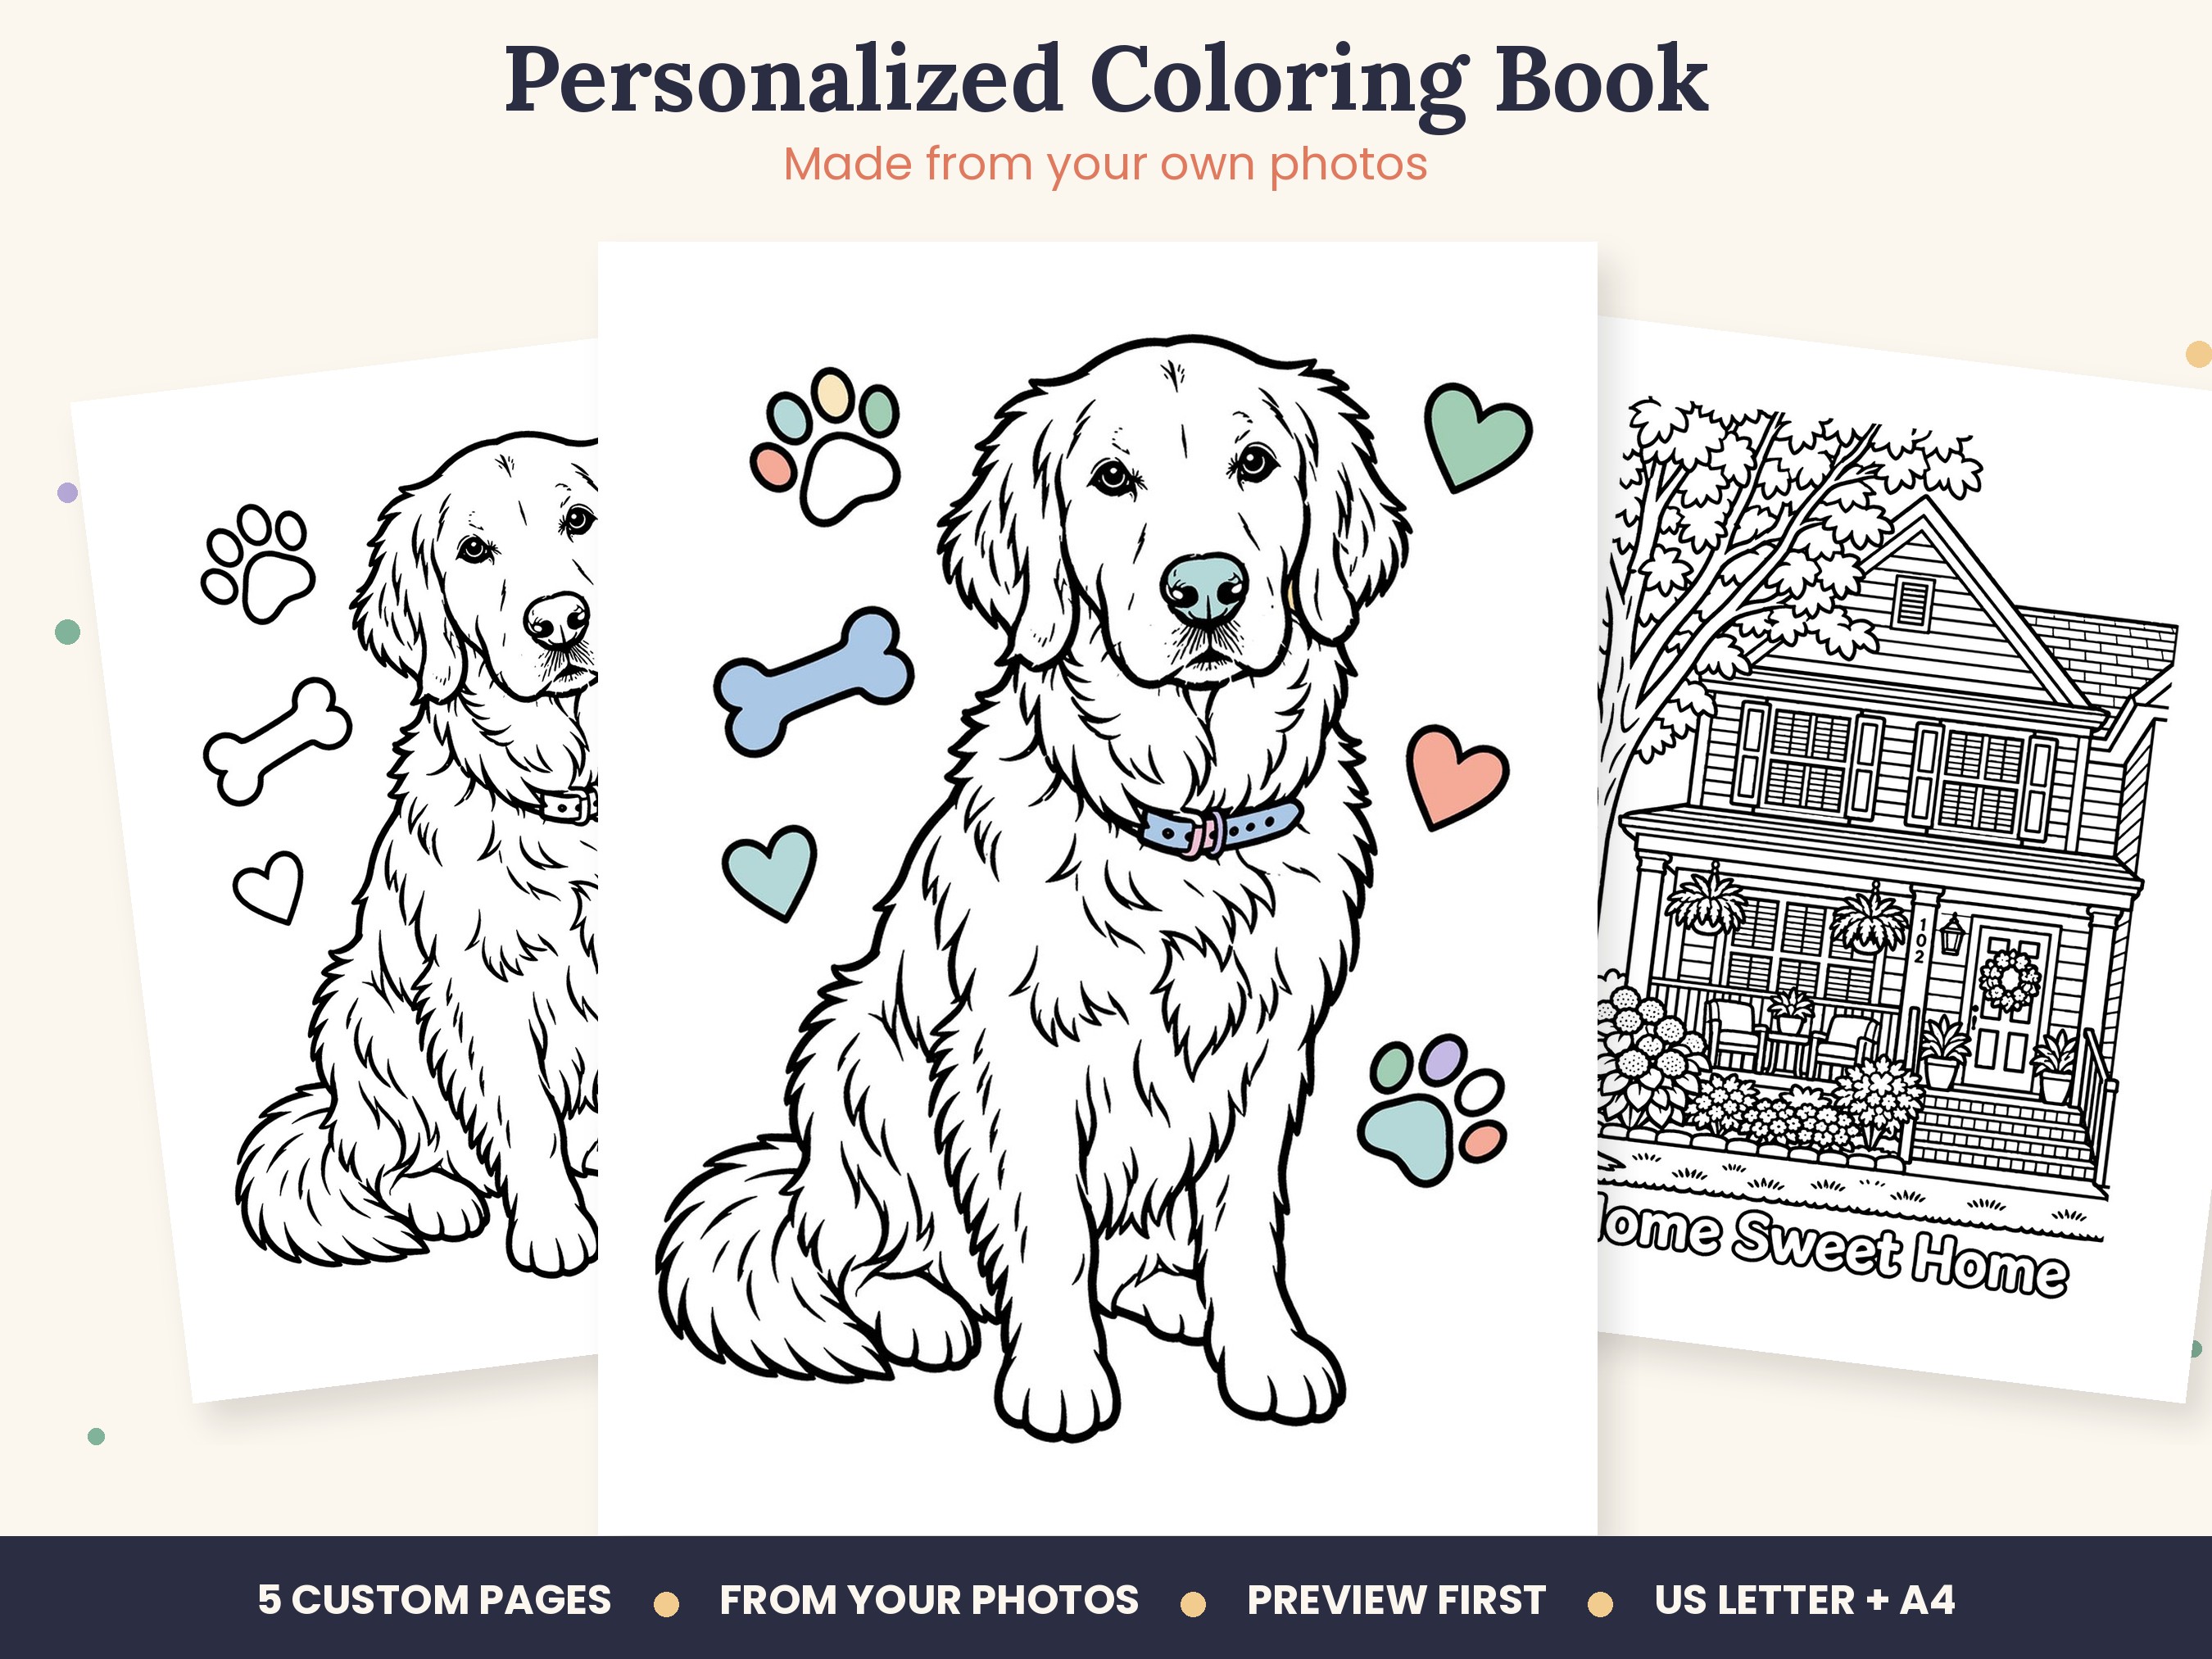 Personalized Coloring Book
Made from your own photos
102
ome Sweet Home
5 CUSTOM PAGES • FROM YOUR PHOTOS • PREVIEW FIRST • US LETTER + A4